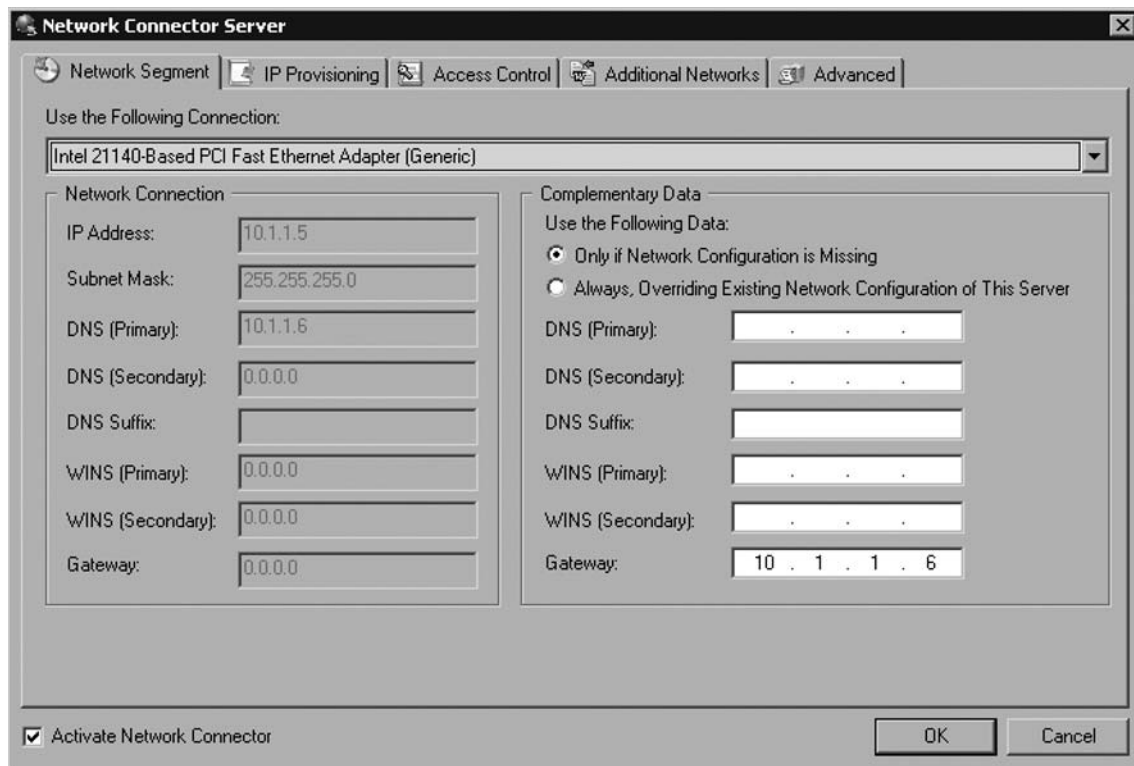 Network Connector Server
Network Segment
IP Provisioning
Access Control
Additional Networks
Advanced
Use the Following Connection:
Intel 21140-Based PCI Fast Ethernet Adapter (Generic)
Network Connection
IP Address: 10.1.1.5
Subnet Mask: 255.255.255.0
DNS (Primary): 10.1.1.6
DNS (Secondary): 0.0.0.0
DNS Suffix:
WINS (Primary): 0.0.0.0
WINS (Secondary): 0.0.0.0
Gateway: 0.0.0.0
Complementary Data
Use the Following Data:
Only if Network Configuration is Missing
Always, Overriding Existing Network Configuration of This Server
DNS (Primary): . . .
DNS (Secondary): . . .
DNS Suffix:
WINS (Primary): . . .
WINS (Secondary): . . .
Gateway: 10 . 1 . 1 . 6
Activate Network Connector
OK
Cancel